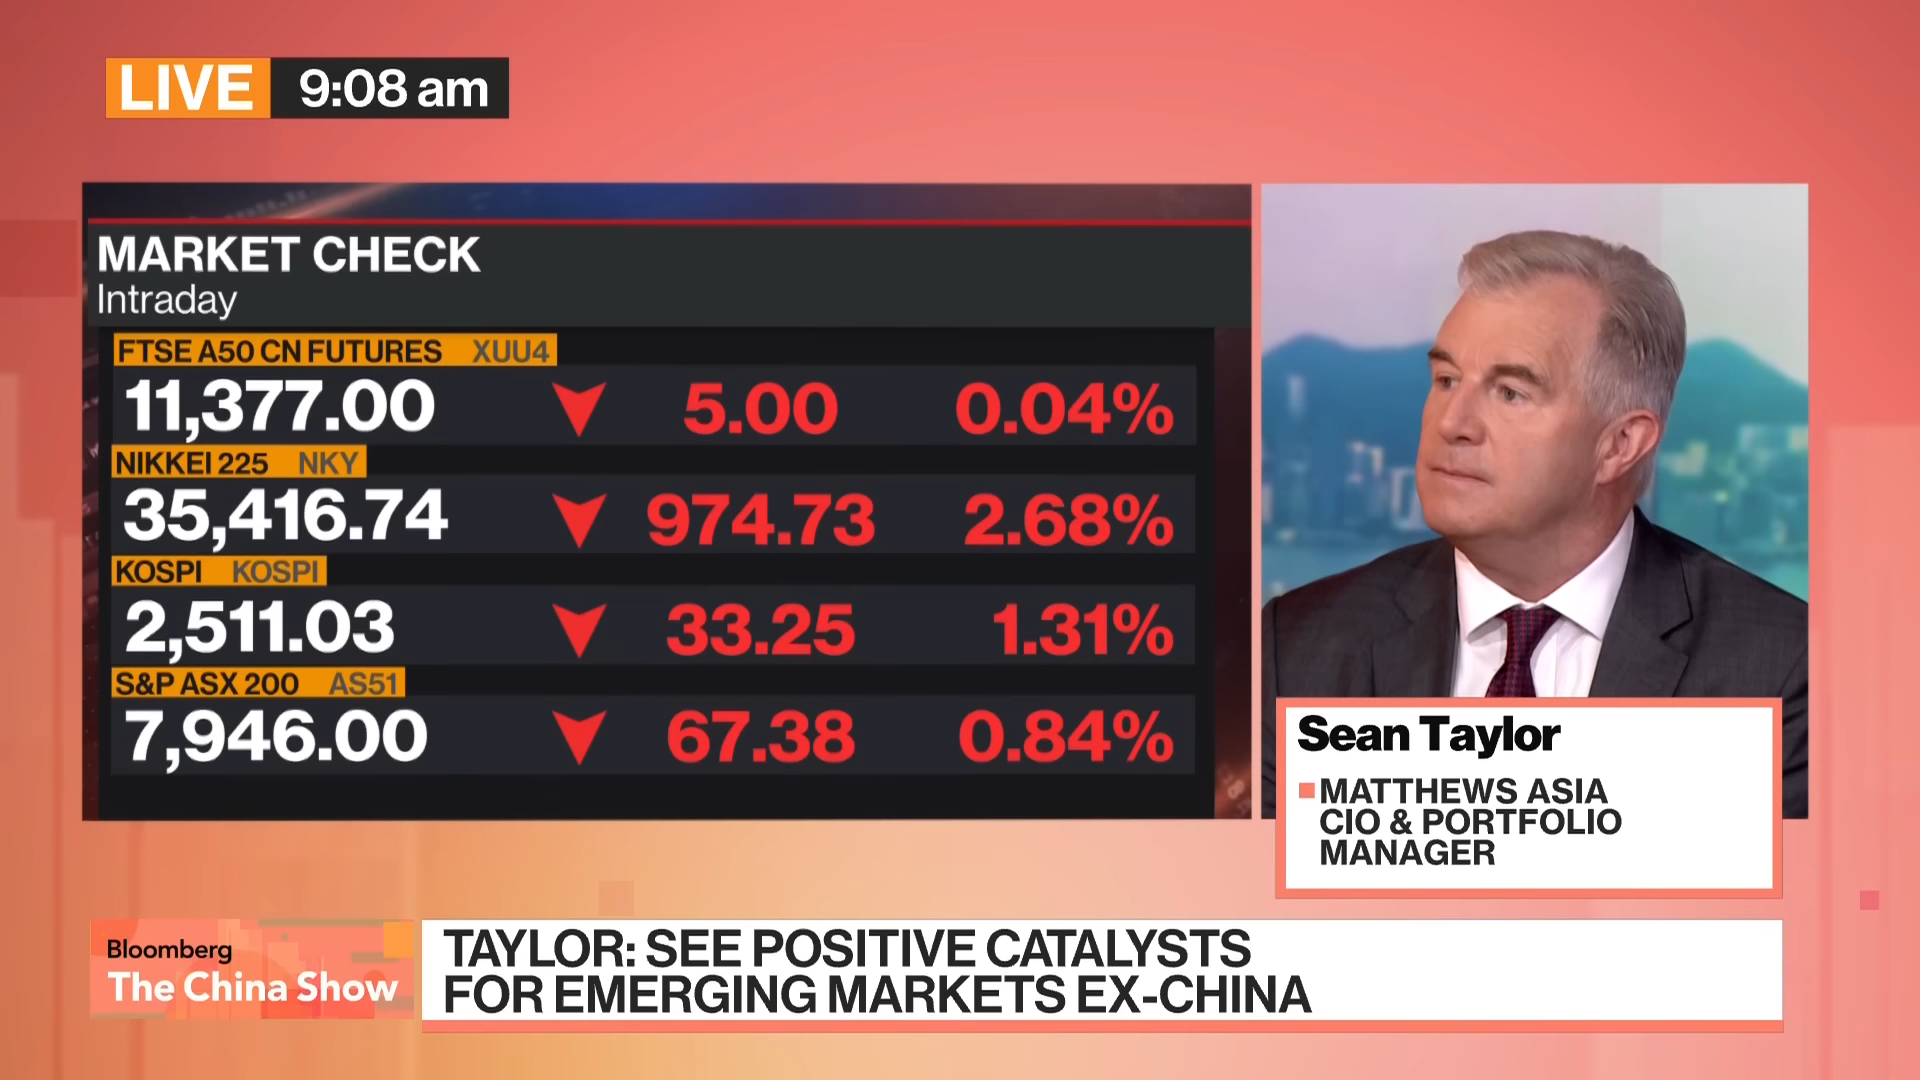 LIVE 9:08 am
MARKET CHECK
Intraday
FTSE A50 CN FUTURES XUU4
11,377.00 5.00 0.04%
NIKKEI 225 NKY
35,416.74 974.73 2.68%
KOSPI KOSPI
2,511.03 33.25 1.31%
S&P ASX 200 AS51
7,946.00 67.38 0.84%
Sean Taylor
MATTHEWS ASIA
CIO & PORTFOLIO
MANAGER
Bloomberg
The China Show
TAYLOR: SEE POSITIVE CATALYSTS
FOR EMERGING MARKETS EX-CHINA